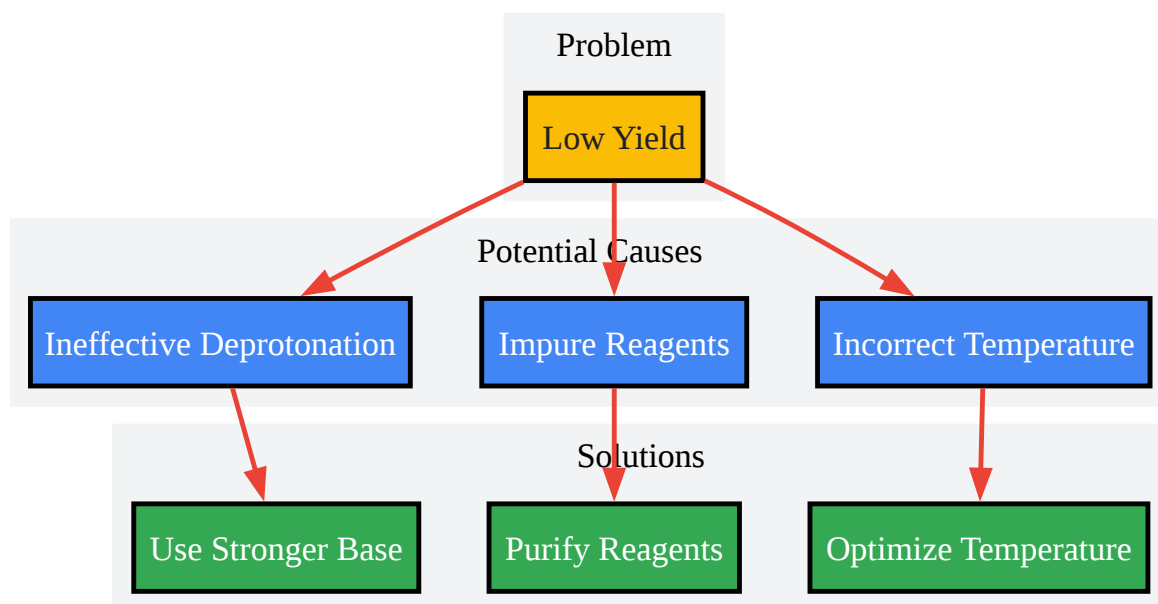 Problem
Low Yield
Potential Causes
Ineffective Deprotonation
Impure Reagents
Incorrect Temperature
Solutions
Use Stronger Base
Purify Reagents
Optimize Temperature